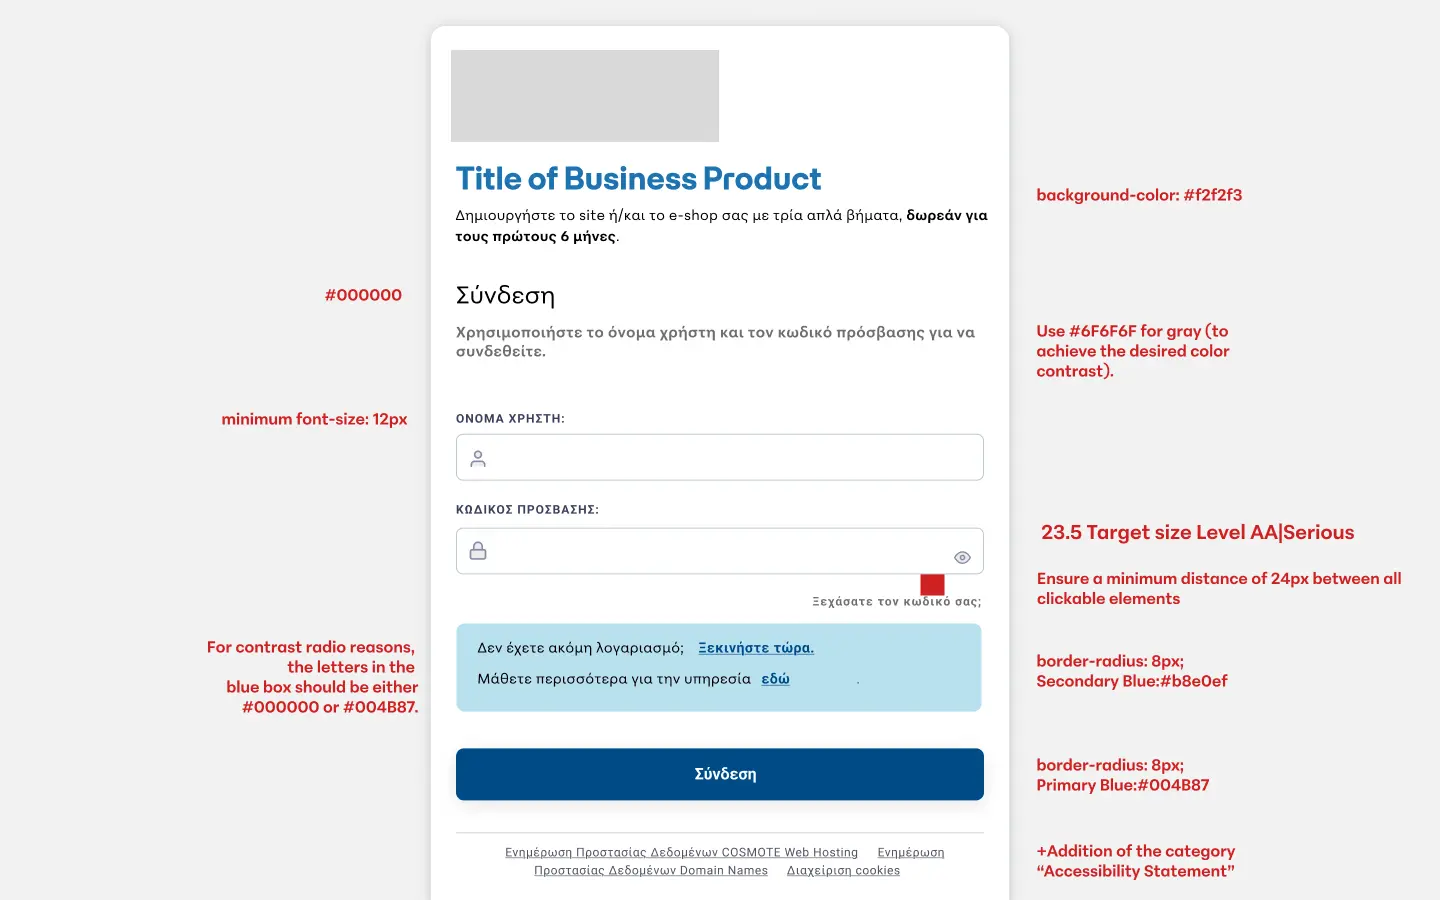 Title of Business Product
Δημιουργήστε το site ή/και το e-shop σας με τρία απλά βήματα, δωρεάν για
τους πρώτους 6 μήνες.
background-color: #f2f2f3
#000000
Σύνδεση
Χρησιμοποιήστε το όνομα χρήστη και τον κωδικό πρόσβασης για να
συνδεθείτε.
Use #6F6F6F for gray (to
achieve the desired color
contrast).
minimum font-size: 12px
ΟΝΟΜΑ ΧΡΗΣΤΗ:
ΚΩΔΙΚΟΣ ΠΡΟΣΒΑΣΗΣ:
23.5 Target size Level AA|Serious
Ensure a minimum distance of 24px between all
clickable elements
Ξεχάσατε τον κωδικό σας;
For contrast radio reasons,
the letters in the
blue box should be either
#000000 or #004B87.
Δεν έχετε ακόμη λογαριασμό; Ξεκινήστε τώρα.
Μάθετε περισσότερα για την υπηρεσία εδώ .
border-radius: 8px;
Secondary Blue:#b8e0ef
Σύνδεση
border-radius: 8px;
Primary Blue:#004B87
Ενημέρωση Προστασίας Δεδομένων COSMOTE Web Hosting Ενημέρωση
Προστασίας Δεδομένων Domain Names Διαχείριση cookies
+Addition of the category
“Accessibility Statement”